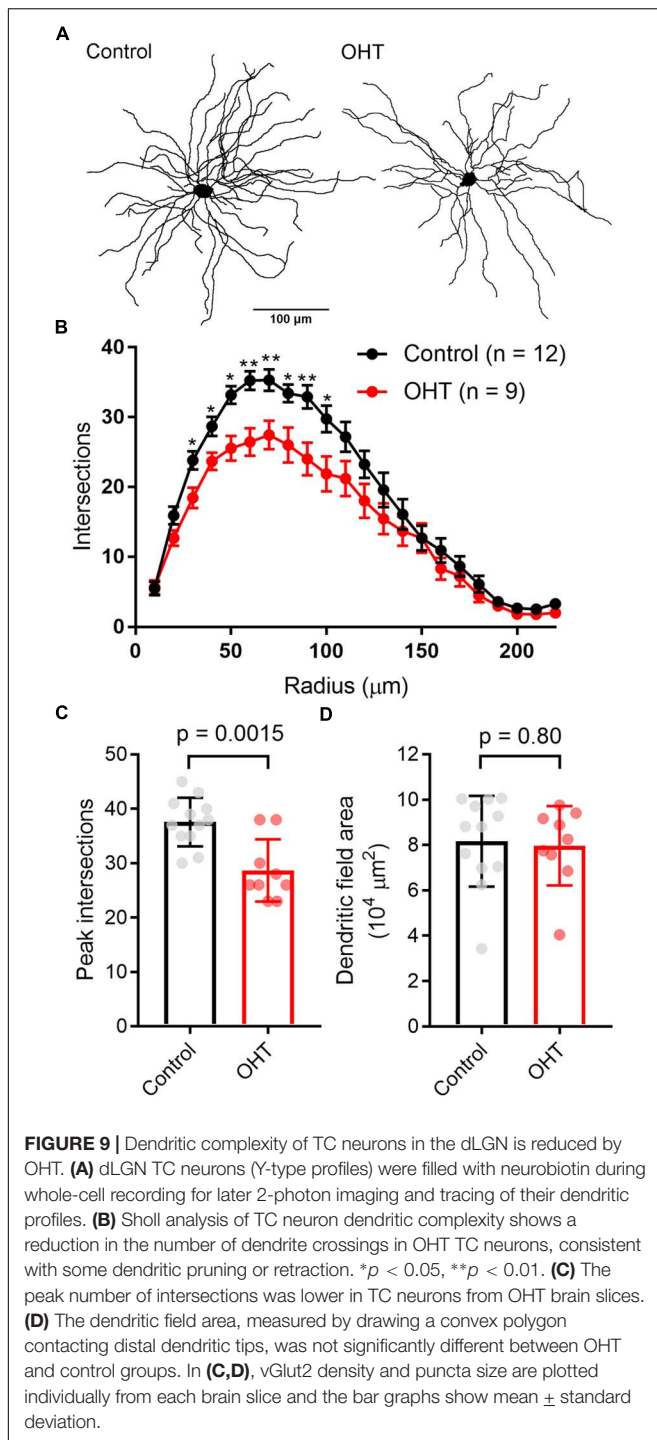 A
Control
OHT
100 µm
B
40
30
20
10
0
Intersections
* * * ** ** * ** *
Control (n = 12)
OHT (n = 9)
0 50 100 150 200
Radius (µm)
C
p = 0.0015
50
40
30
20
10
0
Peak intersections
Control
OHT
D
p = 0.80
12
10
8
6
4
2
0
Dendritic field area
(10⁴ µm²)
Control
OHT
FIGURE 9 | Dendritic complexity of TC neurons in the dLGN is reduced by
OHT. (A) dLGN TC neurons (Y-type profiles) were filled with neurobiotin during
whole-cell recording for later 2-photon imaging and tracing of their dendritic
profiles. (B) Sholl analysis of TC neuron dendritic complexity shows a
reduction in the number of dendrite crossings in OHT TC neurons, consistent
with some dendritic pruning or retraction. *p < 0.05, **p < 0.01. (C) The
peak number of intersections was lower in TC neurons from OHT brain slices.
(D) The dendritic field area, measured by drawing a convex polygon
contacting distal dendritic tips, was not significantly different between OHT
and control groups. In (C,D), vGlut2 density and puncta size are plotted
individually from each brain slice and the bar graphs show mean ± standard
deviation.